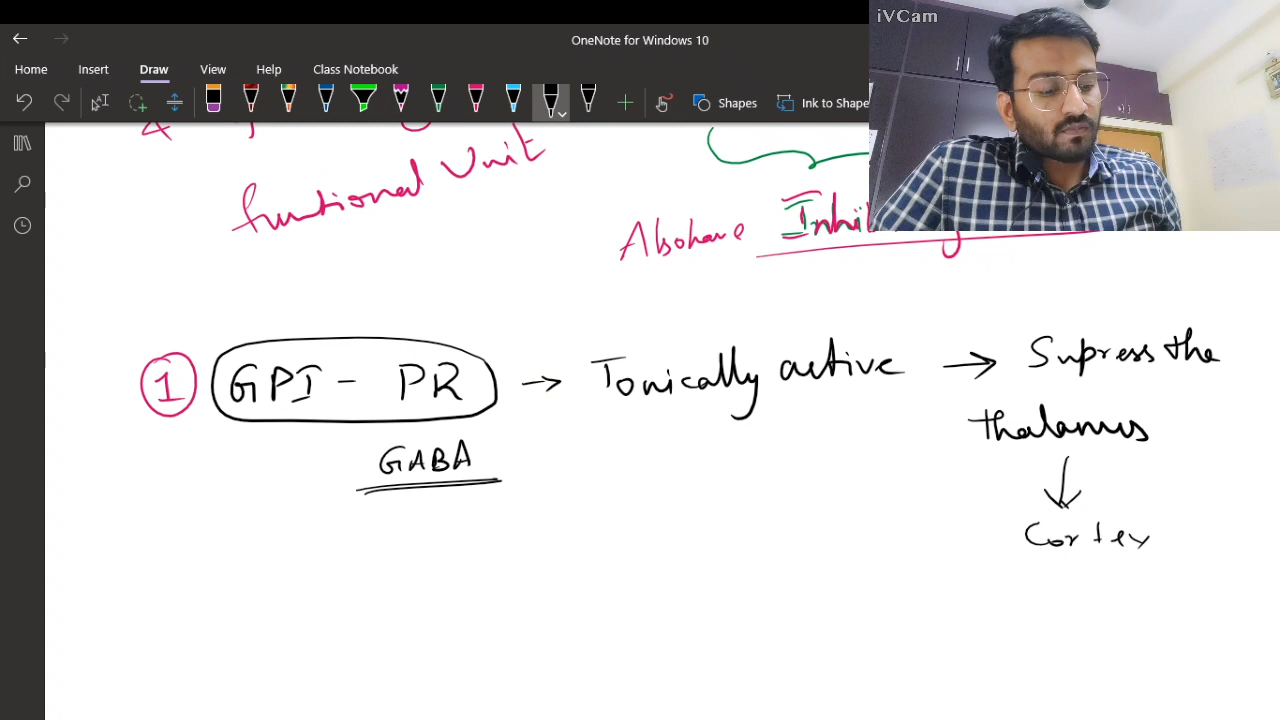 iVCam
OneNote for Windows 10
Home Insert Draw View Help Class Notebook
Shapes Ink to Shape
functional Unit
Inhi
① GPI - PR → Tonically active → Supress the
thalamus
GABA
↓
Cortex